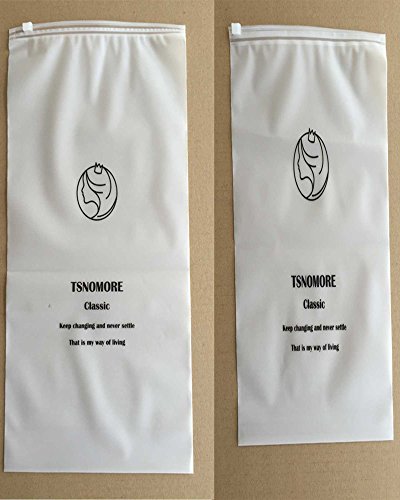 TSNOMORE
Classic
Keep changing and never settle
That is my way of living
TSNOMORE
Classic
Keep changing and never settle
That is my way of living